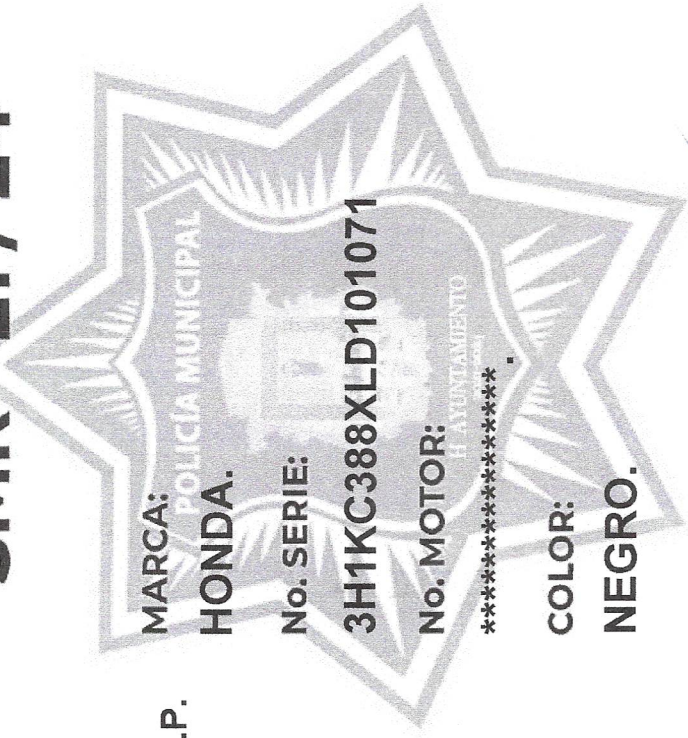 .P.
MARCA:
HONDA.
No. SERIE:
3H1KC388XLD101071
No. MOTOR:
****************.
COLOR:
NEGRO.
POLICÍA MUNICIPAL
H. AYUNTAMIENTO